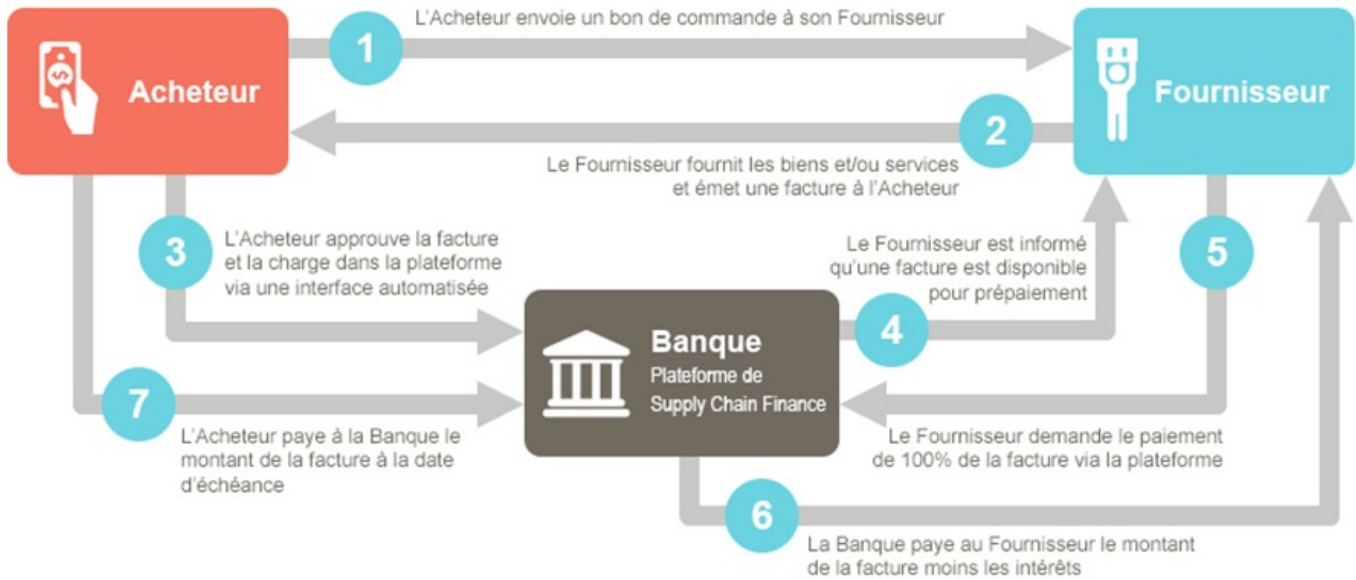 L'Acheteur envoie un bon de commande à son Fournisseur
1
Acheteur
Fournisseur
2
Le Fournisseur fournit les biens et/ou services
et émet une facture à l'Acheteur
3
L'Acheteur approuve la facture
et la charge dans la plateforme
via une interface automatisée
Le Fournisseur est informé
qu'une facture est disponible
pour prépaiement
4
5
Banque
Plateforme de
Supply Chain Finance
7
L'Acheteur paye à la Banque le
montant de la facture à la date
d'échéance
Le Fournisseur demande le paiement
de 100% de la facture via la plateforme
6
La Banque paye au Fournisseur le montant
de la facture moins les intérêts